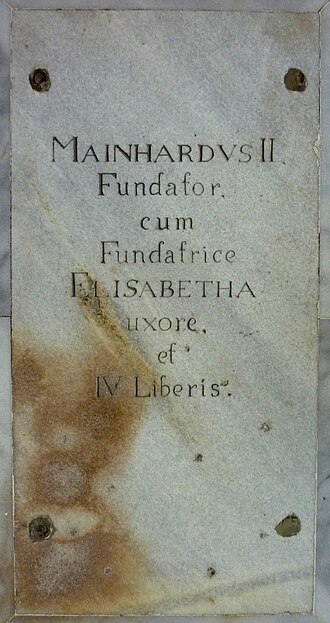 MAINHARDVS II.
Fundator.
cum
Fundatrice
ELISABETHA
uxore,
et
IV Liberis.